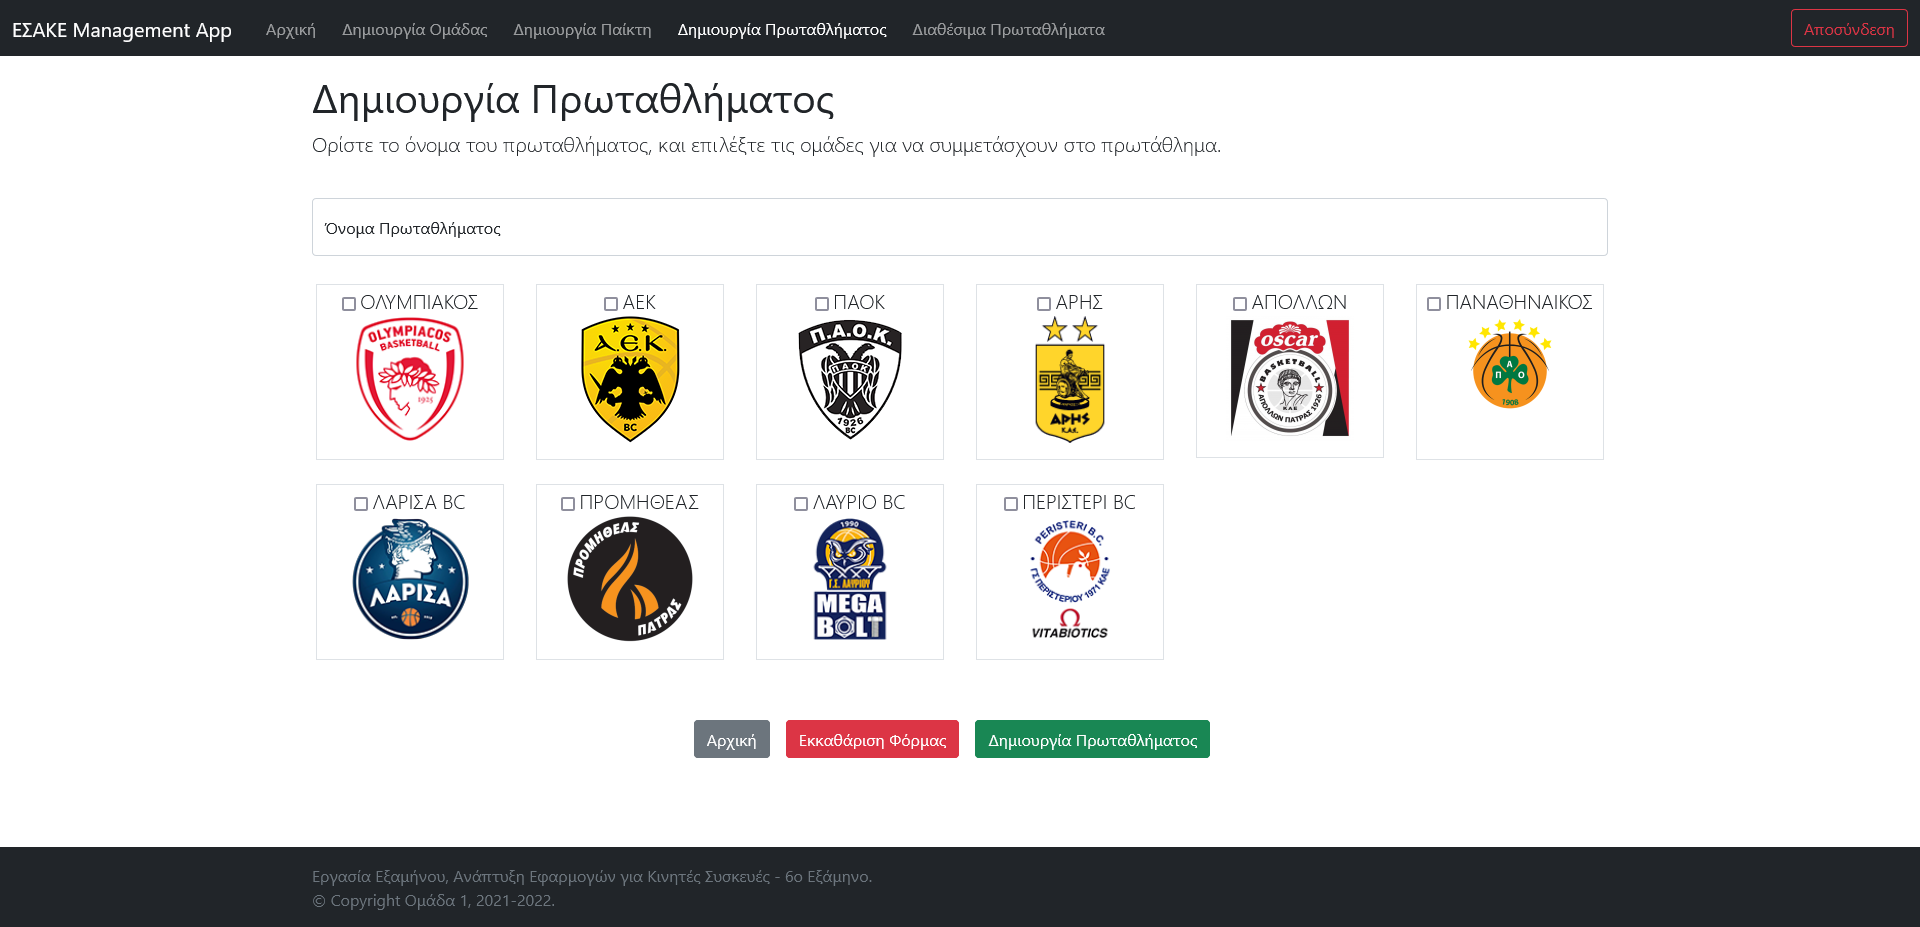 ΕΣΑΚΕ Management App Αρχική Δημιουργία Ομάδας Δημιουργία Παίκτη Δημιουργία Πρωταθλήματος Διαθέσιμα Πρωταθλήματα Αποσύνδεση
Δημιουργία Πρωταθλήματος
Ορίστε το όνομα του πρωταθλήματος, και επιλέξτε τις ομάδες για να συμμετάσχουν στο πρωτάθλημα.
Όνομα Πρωταθλήματος
ΟΛΥΜΠΙΑΚΟΣ
OLYMPIACOS
BASKETBALL
1925
ΑΕΚ
Α.Ε.Κ.
BC
ΠΑΟΚ
Π.Α.Ο.Κ.
ΠΑΟΚ
1926
BC
ΑΡΗΣ
ΑΡΗΣ
Κ.Α.Ε.
ΑΠΟΛΛΩΝ
oscar
BASKETBALL
ΚΑΕ
ΑΠΟΛΛΩΝ ΠΑΤΡΑΣ 1926
ΠΑΝΑΘΗΝΑΙΚΟΣ
Π Α Ο
1908
ΛΑΡΙΣΑ BC
ΛΑΡΙΣΑ
ΠΡΟΜΗΘΕΑΣ
ΠΡΟΜΗΘΕΑΣ
ΠΑΤΡΑΣ
ΛΑΥΡΙΟ BC
1990
Γ.Σ. ΛΑΥΡΙΟΥ
MEGA
BOLT
ΠΕΡΙΣΤΕΡΙ BC
PERISTERI B.C.
ΓΣ ΠΕΡΙΣΤΕΡΙΟΥ 1971 ΚΑΕ
VITABIOTICS
Αρχική Εκκαθάριση Φόρμας Δημιουργία Πρωταθλήματος
Εργασία Εξαμήνου, Ανάπτυξη Εφαρμογών για Κινητές Συσκευές - 6ο Εξάμηνο.
© Copyright Ομάδα 1, 2021-2022.